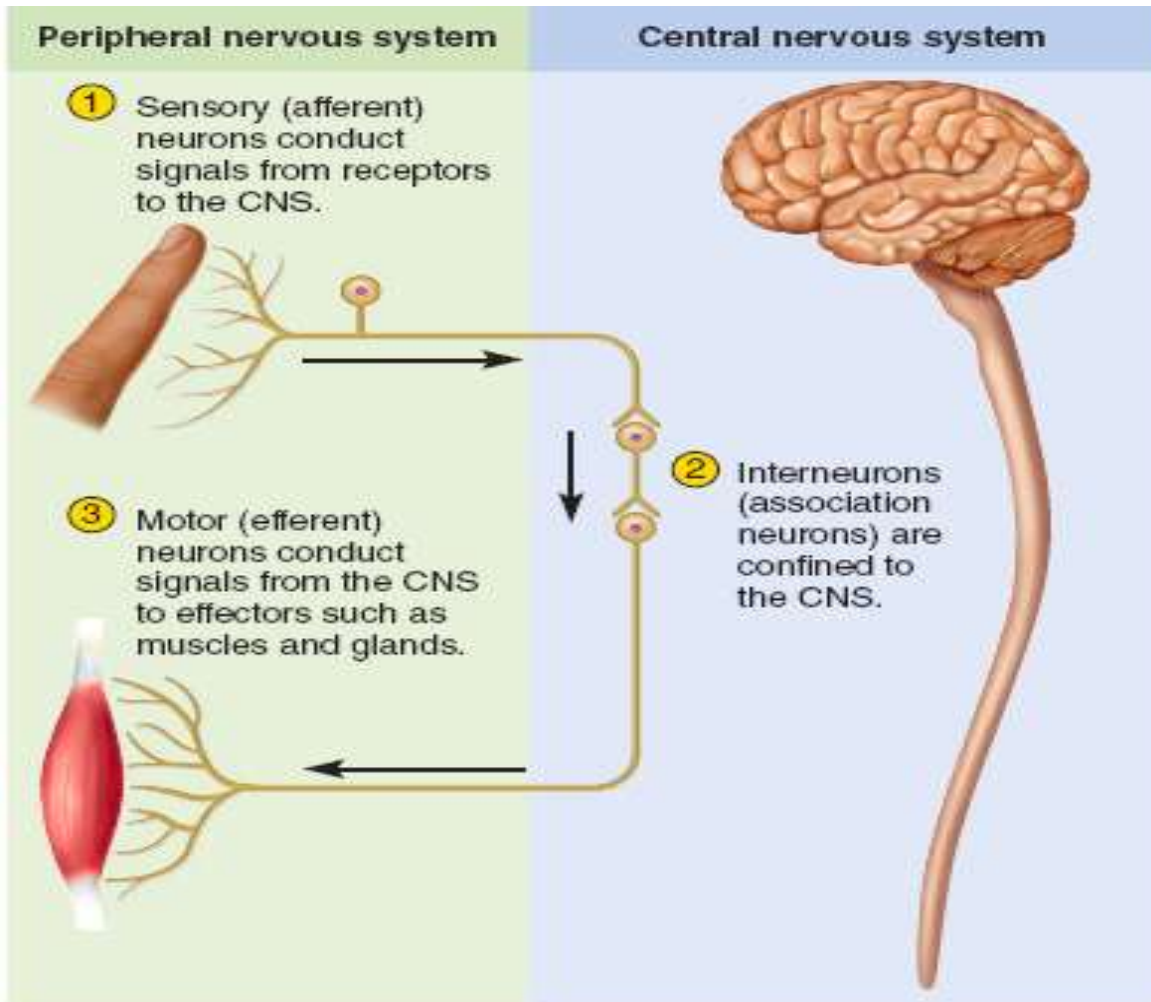 Peripheral nervous system
Central nervous system
1 Sensory (afferent)
neurons conduct
signals from receptors
to the CNS.
2 Interneurons
(association
neurons) are
confined to
the CNS.
3 Motor (efferent)
neurons conduct
signals from the CNS
to effectors such as
muscles and glands.